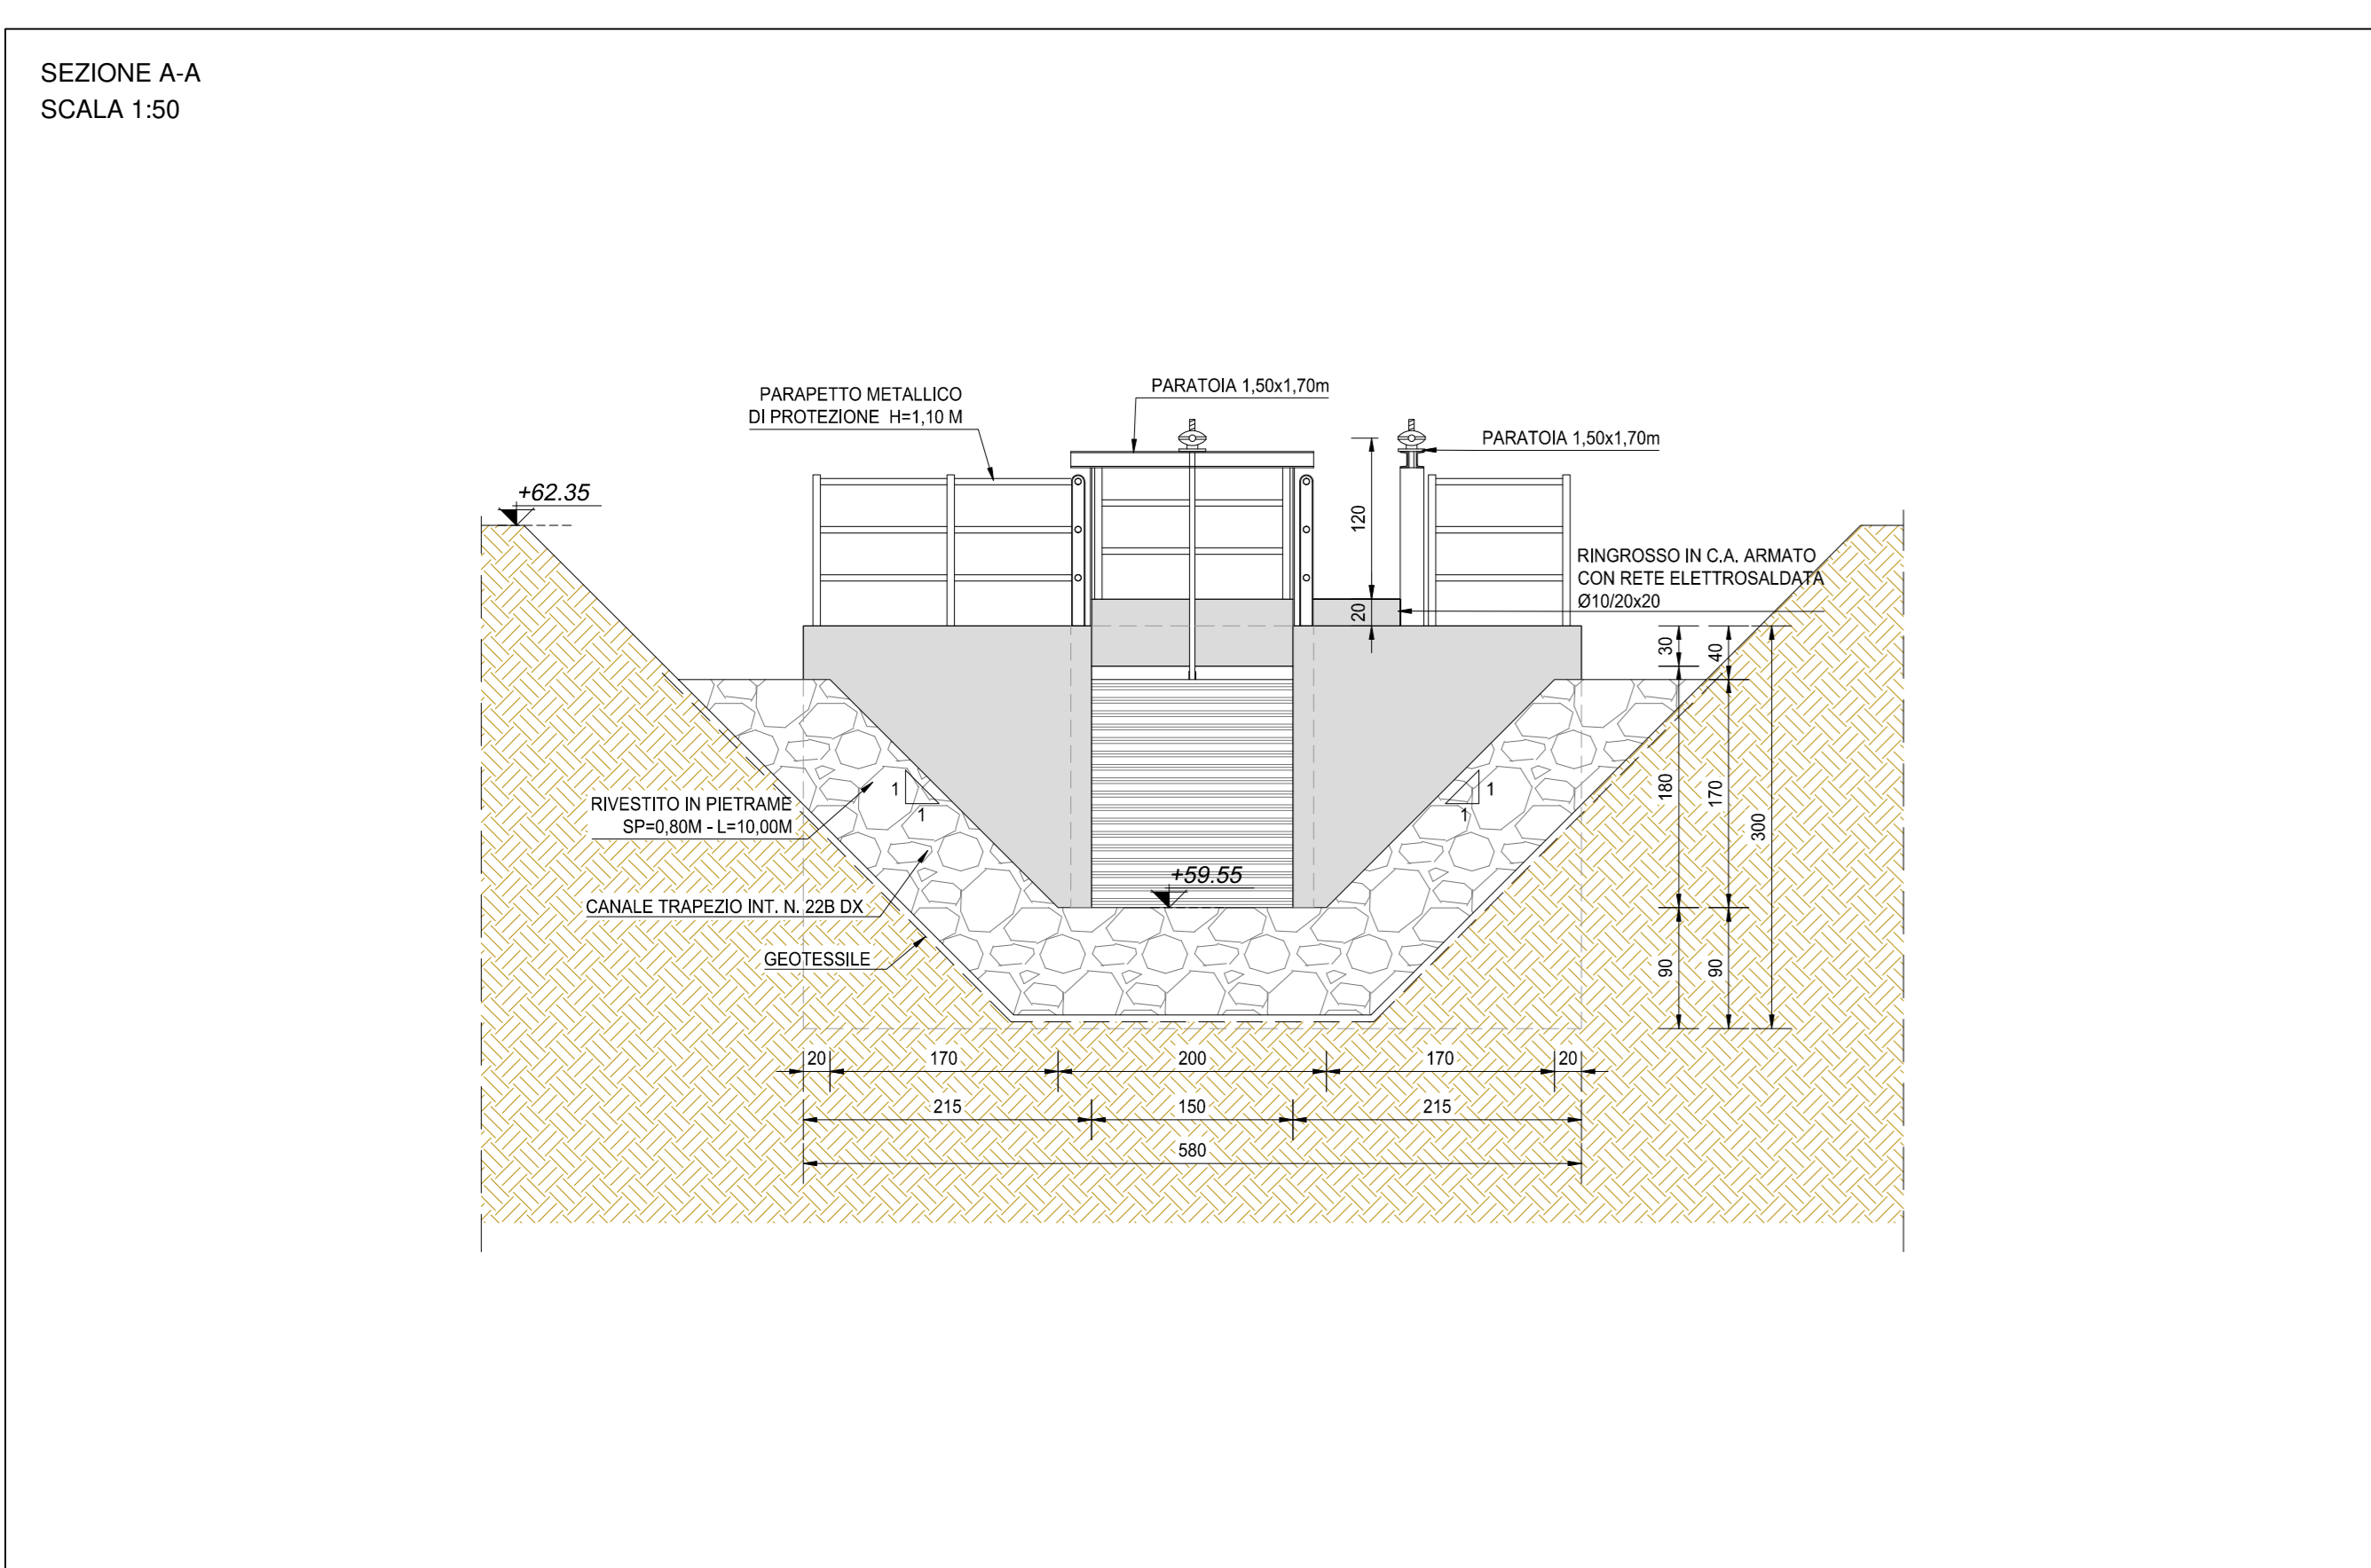 SEZIONE A-A
SCALA 1:50
PARATOIA 1,50x1,70m
PARAPETTO METALLICO
DI PROTEZIONE H=1,10 M
PARATOIA 1,50x1,70m
+62.35
120
RINGROSSO IN C.A. ARMATO
CON RETE ELETTROSALDATA
Ø10/20x20
20
30
40
180
170
300
1
1
1
1
RIVESTITO IN PIETRAME
SP=0,80M - L=10,00M
+59.55
CANALE TRAPEZIO INT. N. 22B DX
GEOTESSILE
90
90
20
170
200
170
20
215
150
215
580